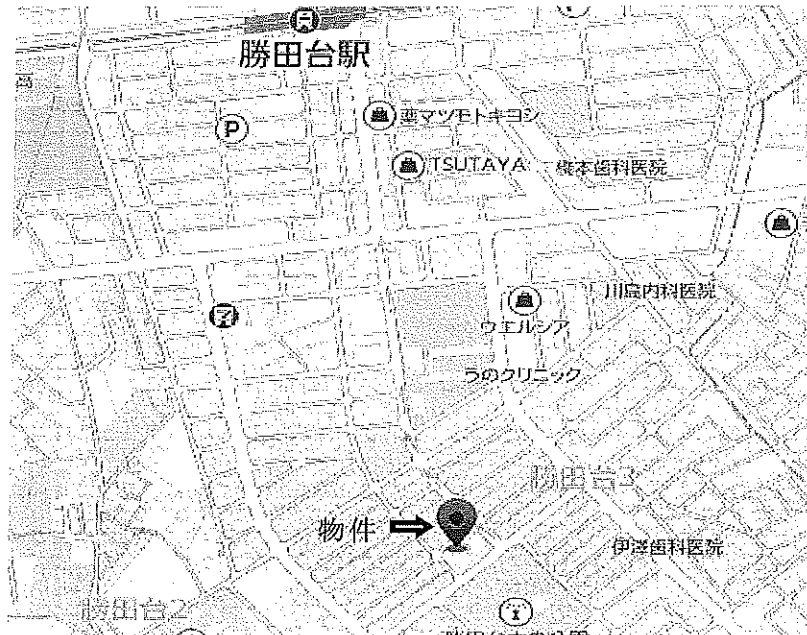 勝田台駅
P
薬マツモトキヨシ
TSUTAYA
橋本歯科医院
川島内科医院
ウエルシア
うのクリニック
勝田台3
物件
伊澤歯科医院
勝田台2